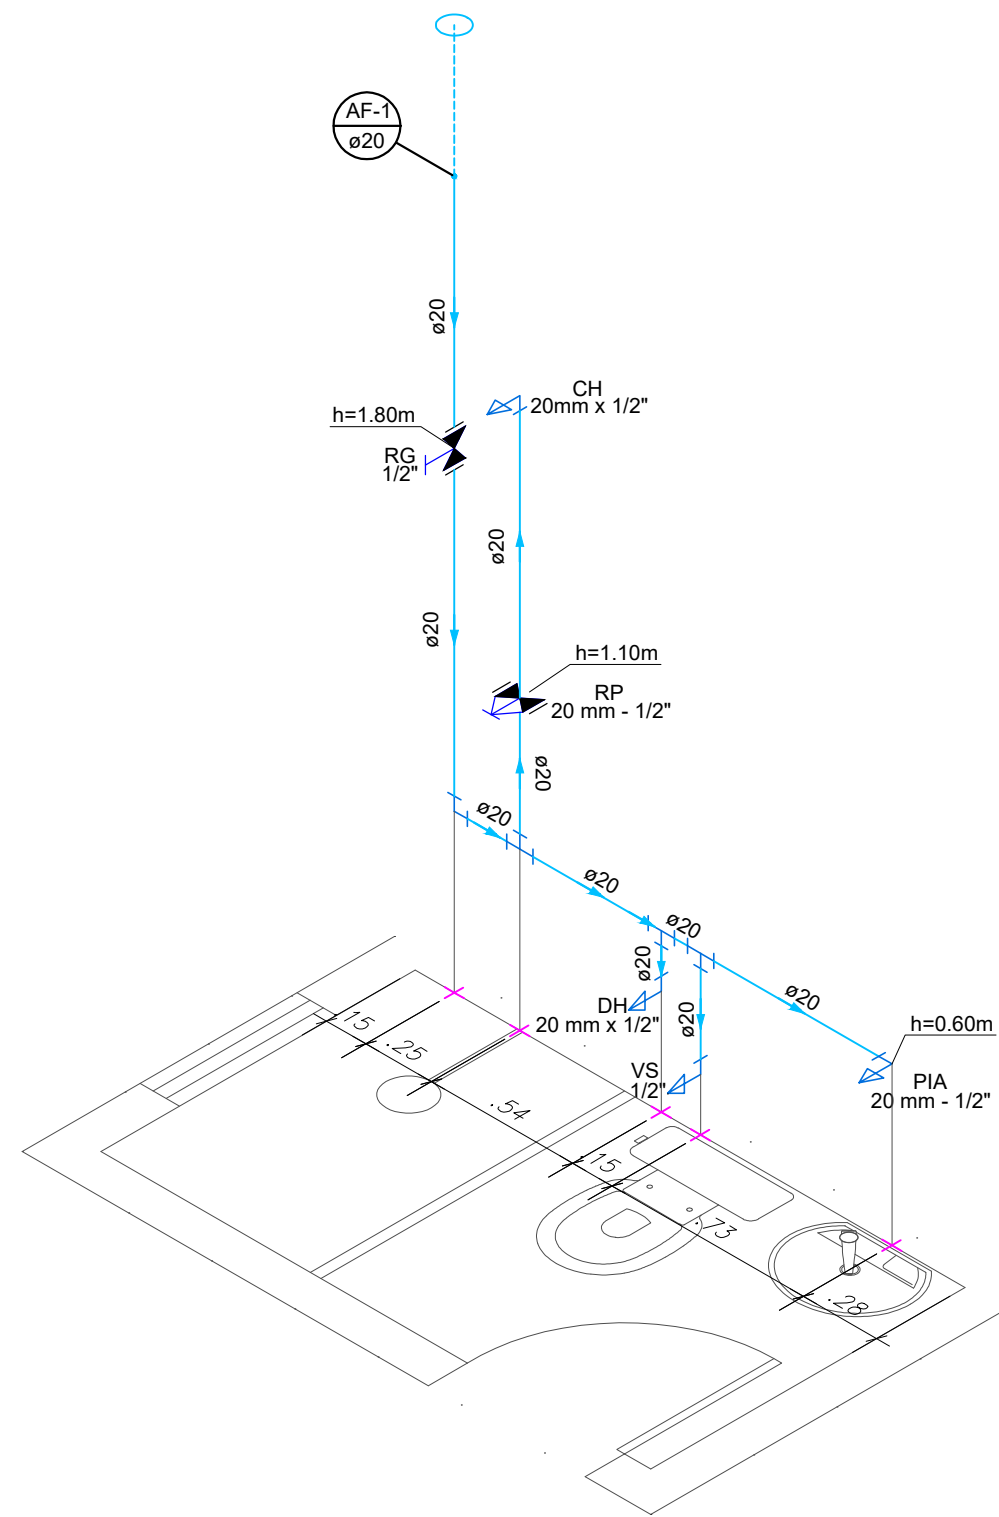 AF-1
ø20
ø20
CH
20mm x 1/2"
h=1.80m
RG
1/2"
ø20
ø20
h=1.10m
RP
20 mm - 1/2"
ø20
ø20
ø20
ø20
ø20
ø20
ø20
DH
20 mm x 1/2"
h=0.60m
VS
1/2"
PIA
20 mm - 1/2"
.15
.25
.54
.15
.73
.28